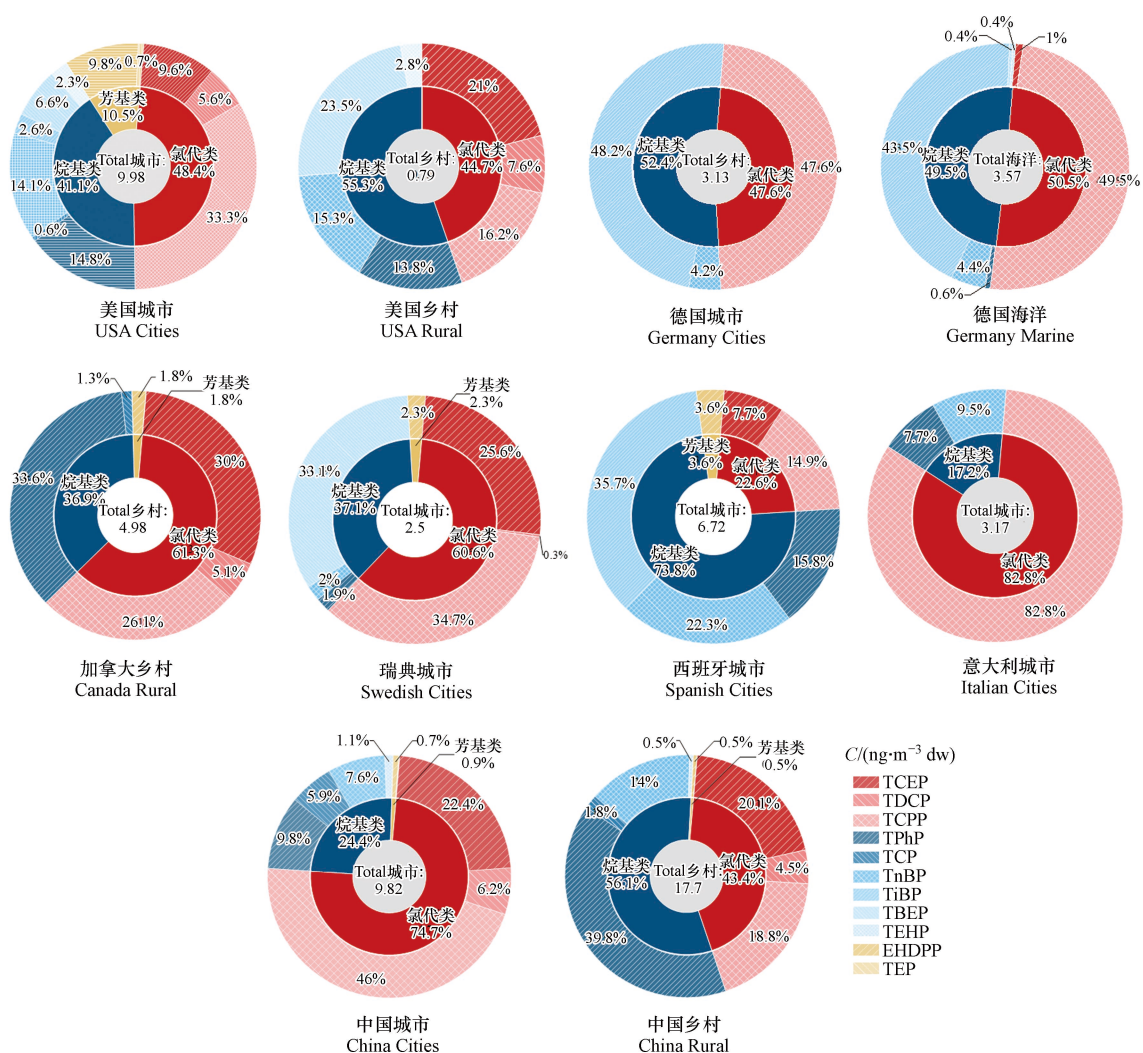 0.7%
9.8%
9.6%
2.3%
5.6%
6.6%
芳基类
10.5%
2.6%
烷基类
41.1%
Total城市:
9.98
氯代类
48.4%
14.1%
33.3%
0.6%
14.8%
美国城市
USA Cities
2.8%
21%
23.5%
烷基类
55.3%
Total乡村:
0.79
氯代类
44.7%
7.6%
15.3%
16.2%
13.8%
美国乡村
USA Rural
48.2%
烷基类
52.4%
Total乡村:
3.13
氯代类
47.6%
47.6%
4.2%
德国城市
Germany Cities
0.4%
0.4%
1%
43.5%
烷基类
49.5%
Total海洋:
3.57
氯代类
50.5%
49.5%
4.4%
0.6%
德国海洋
Germany Marine
1.3%
1.8%
芳基类
1.8%
30%
33.6%
烷基类
36.9%
Total乡村:
4.98
氯代类
61.3%
5.1%
26.1%
加拿大乡村
Canada Rural
芳基类
2.3%
2.3%
25.6%
33.1%
烷基类
37.1%
Total城市:
2.5
氯代类
60.6%
0.3%
2%
1.9%
34.7%
瑞典城市
Swedish Cities
3.6%
7.7%
芳基类
3.6%
氯代类
22.6%
14.9%
35.7%
Total城市:
6.72
烷基类
73.8%
15.8%
22.3%
西班牙城市
Spanish Cities
9.5%
7.7%
烷基类
17.2%
Total城市:
3.17
氯代类
82.8%
82.8%
意大利城市
Italian Cities
1.1%
0.7%
芳基类
0.9%
7.6%
5.9%
22.4%
烷基类
24.4%
9.8%
Total城市:
9.82
6.2%
氯代类
74.7%
46%
中国城市
China Cities
0.5%
0.5%
芳基类
0.5%
14%
20.1%
1.8%
烷基类
56.1%
Total乡村:
17.7
氯代类
43.4%
4.5%
39.8%
18.8%
中国乡村
China Rural
C/(ng·m⁻³ dw)
TCEP
TDCP
TCPP
TPhP
TCP
TnBP
TiBP
TBEP
TEHP
EHDPP
TEP